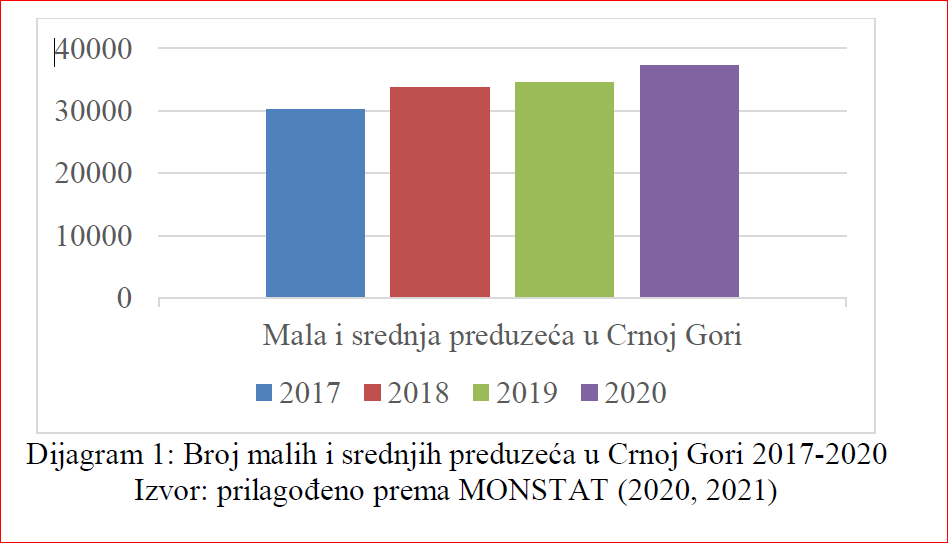 40000
30000
20000
10000
0
Mala i srednja preduzeća u Crnoj Gori
2017 2018 2019 2020
Dijagram 1: Broj malih i srednjih preduzeća u Crnoj Gori 2017-2020
Izvor: prilagođeno prema MONSTAT (2020, 2021)